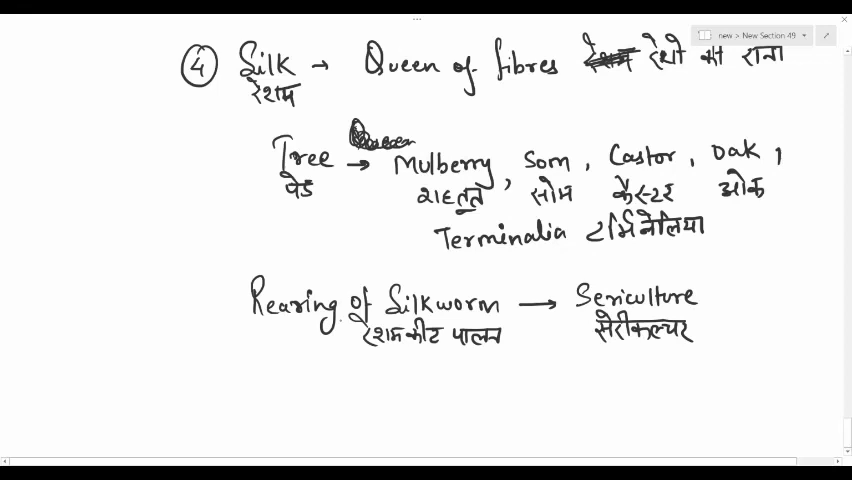 new > New Section 49
④ Silk → Queen of fibres रेशो की रानी
रेशम
Tree → Mulberry, Som, Castor, Oak,
पेड शहतूत सोम कैस्टर ओक
Terminalia टर्मिनेलिया
Rearing of Silkworm → Sericulture
रेशमकीट पालन सेरीकल्चर